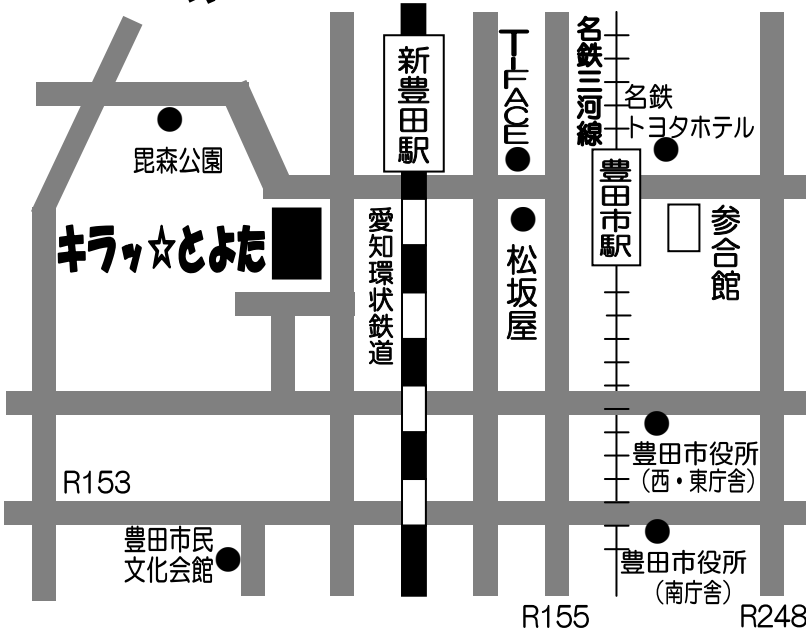 新豊田駅
T-FACE
名鉄三河線
名鉄
トヨタホテル
毘森公園
豊田市駅
キラッ☆とよた
愛知環状鉄道
松坂屋
参合館
R153
豊田市役所
（西・東庁舎）
豊田市民
文化会館
豊田市役所
（南庁舎）
R155
R248